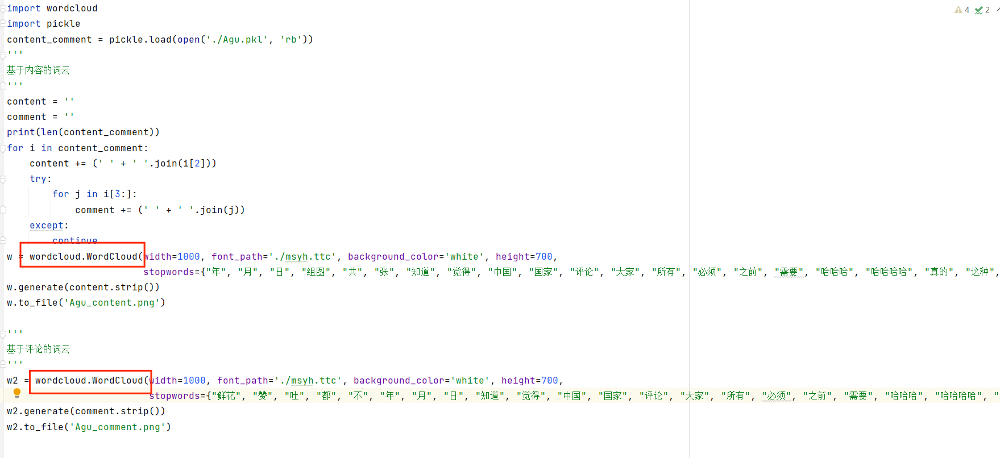 import wordcloud
import pickle
content_comment = pickle.load(open('./Agu.pkl', 'rb'))
'''
基于内容的词云
'''
content = ''
comment = ''
print(len(content_comment))
for i in content_comment:
    content += (' ' + ' '.join(i[2]))
    try:
        for j in i[3:]:
            comment += (' ' + ' '.join(j))
    except:
        continue
w = wordcloud.WordCloud(width=1000, font_path='./msyh.ttc', background_color='white', height=700,
                        stopwords={"年", "月", "日", "组图", "共", "张", "知道", "觉得", "中国", "国家", "评论", "大家", "所有", "必须", "之前", "需要", "哈哈哈", "哈哈哈哈", "真的", "这种",
w.generate(content.strip())
w.to_file('Agu_content.png')
'''
基于评论的词云
'''
w2 = wordcloud.WordCloud(width=1000, font_path='./msyh.ttc', background_color='white', height=700,
                         stopwords={"鲜花", "赞", "吐", "都", "不", "年", "月", "日", "知道", "觉得", "中国", "国家", "评论", "大家", "所有", "必须", "之前", "需要", "哈哈哈", "哈哈哈哈", "
w2.generate(comment.strip())
w2.to_file('Agu_comment.png')
4 2